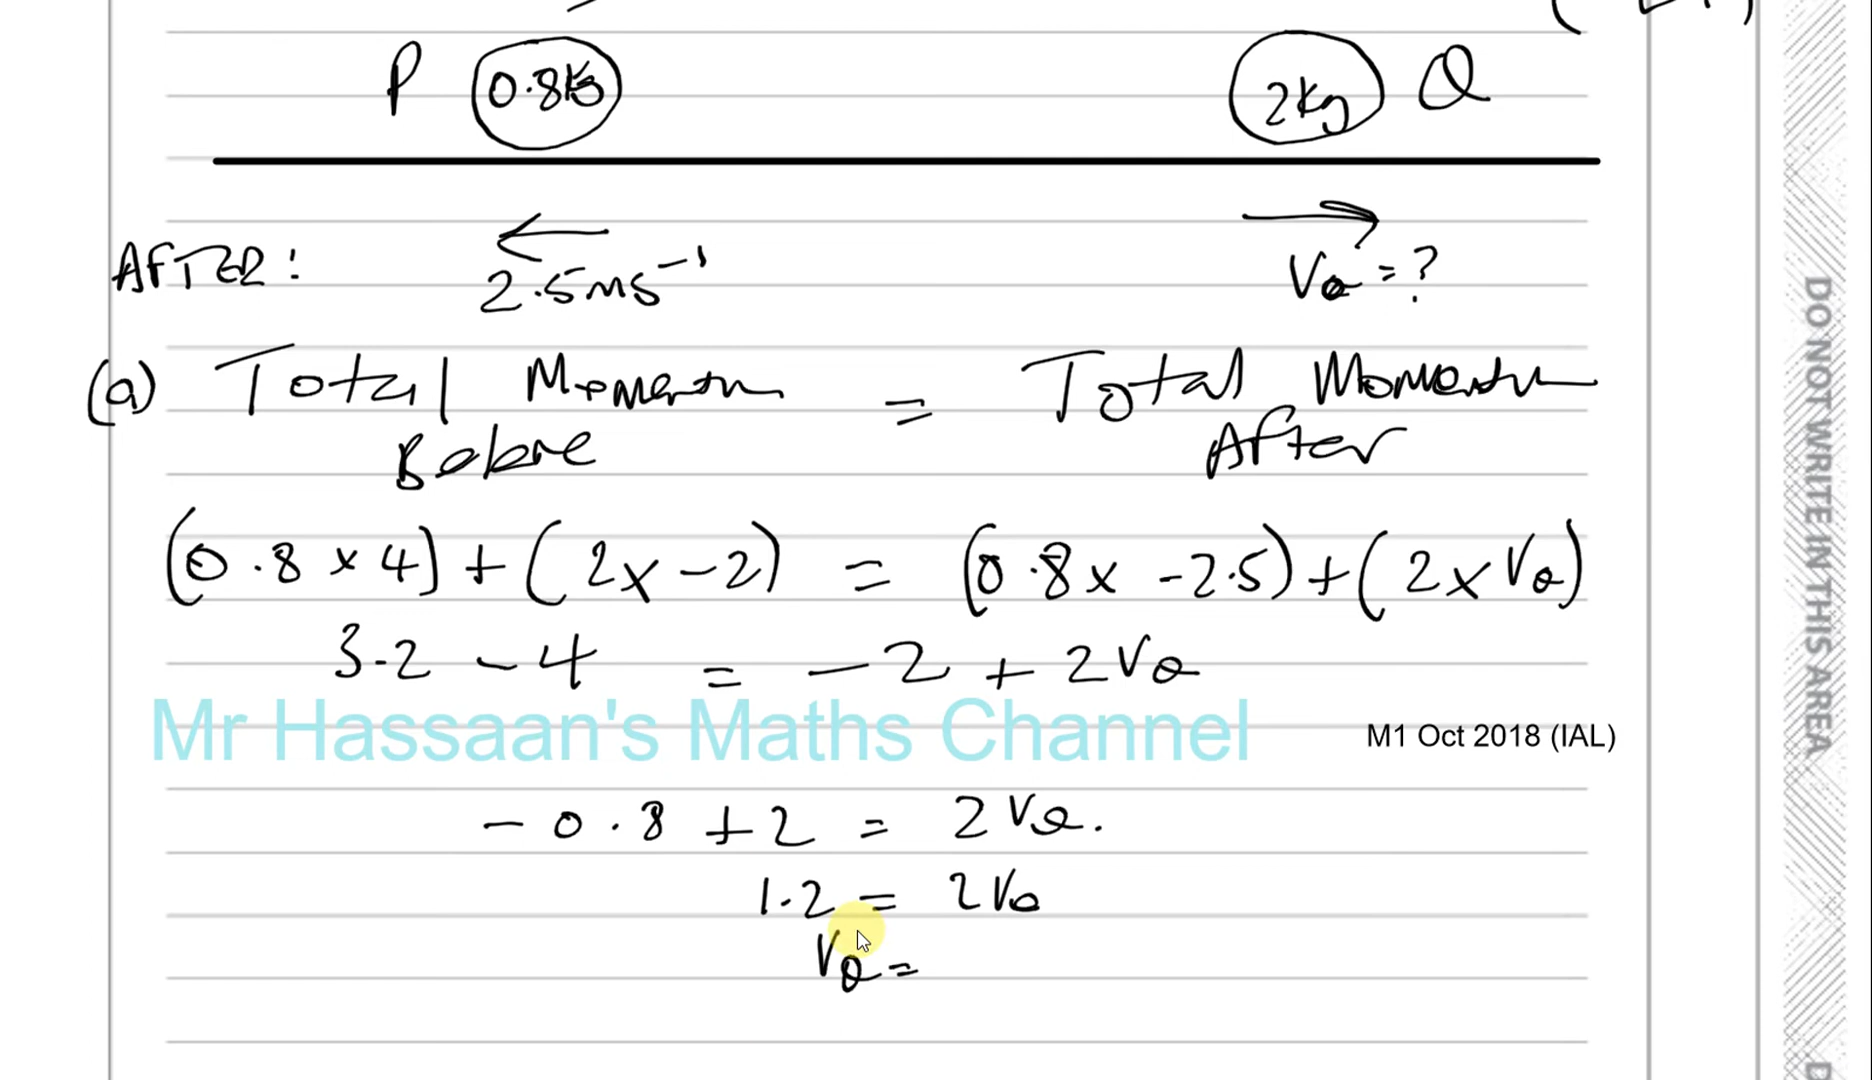 P 0.8kg 2kg Q
AFTER: 2.5ms⁻¹ VQ = ?
(a) Total Momentum = Total Momentum
Before After
(0.8 × 4) + (2 × -2) = (0.8 × -2.5) + (2 × VQ)
3.2 - 4 = -2 + 2VQ
Mr Hassaan's Maths Channel M1 Oct 2018 (IAL)
-0.8 + 2 = 2VQ.
1.2 = 2VQ
VQ =
DO NOT WRITE IN THIS AREA